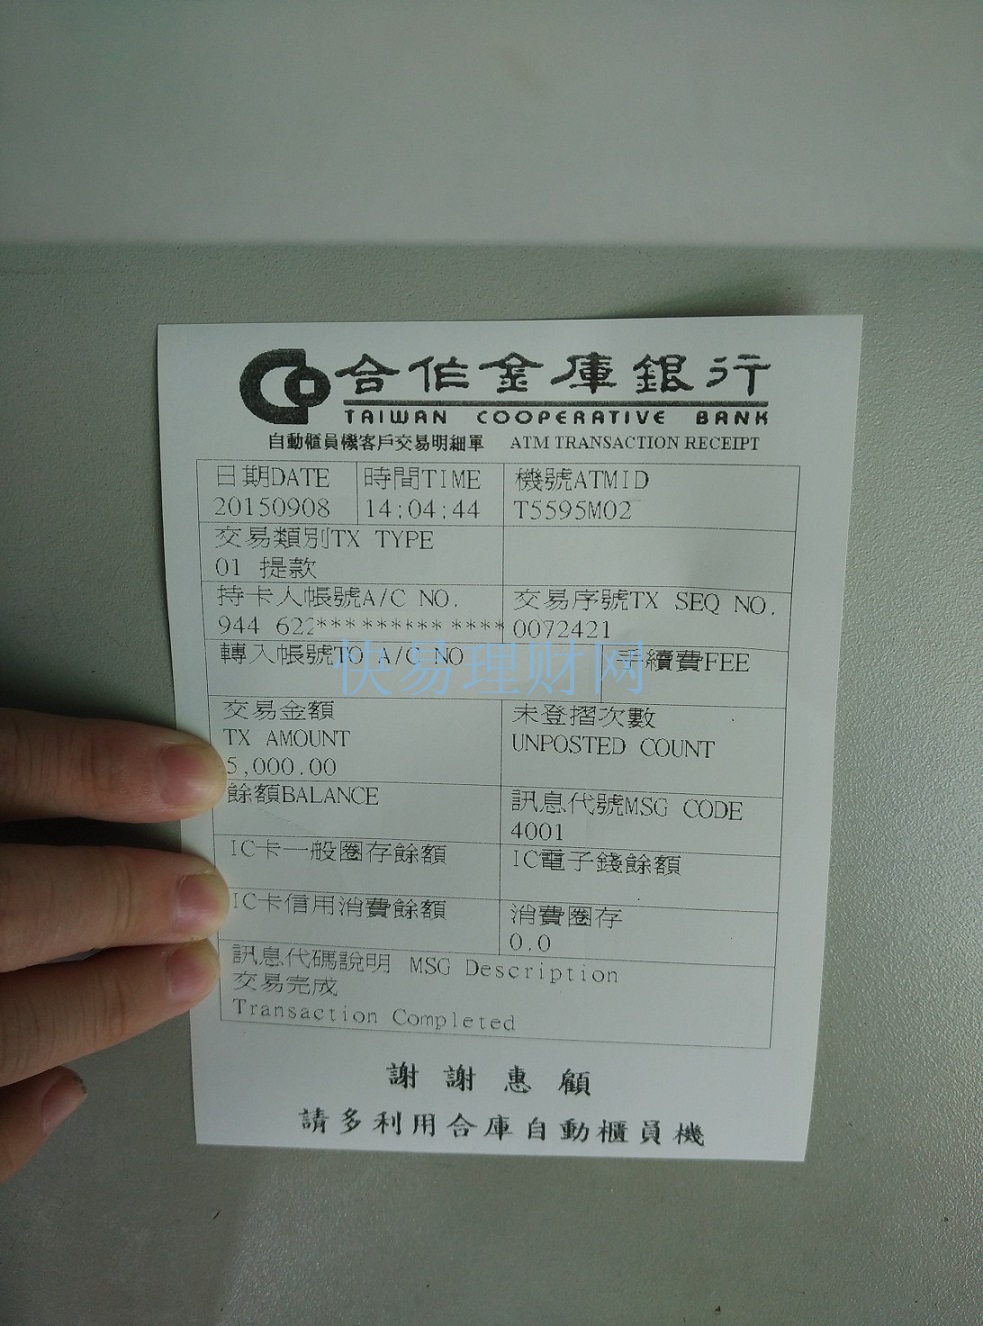 合作金庫銀行
TAIWAN COOPERATIVE BANK
自動櫃員機客戶交易明細單 ATM TRANSACTION RECEIPT
日期DATE 時間TIME 機號ATMID
20150908 14:04:44 T5595M02
交易類別TX TYPE
01 提款
持卡人帳號A/C NO. 交易序號TX SEQ NO.
944 622************* 0072421
轉入帳號TO A/C NO 手續費FEE
快易理财网
交易金額 未登摺次數
TX AMOUNT UNPOSTED COUNT
5,000.00
餘額BALANCE 訊息代號MSG CODE
4001
IC卡一般圈存餘額 IC電子錢餘額
IC卡信用消費餘額 消費圈存
0.0
訊息代碼說明 MSG Description
交易完成
Transaction Completed
謝謝惠顧
請多利用合庫自動櫃員機